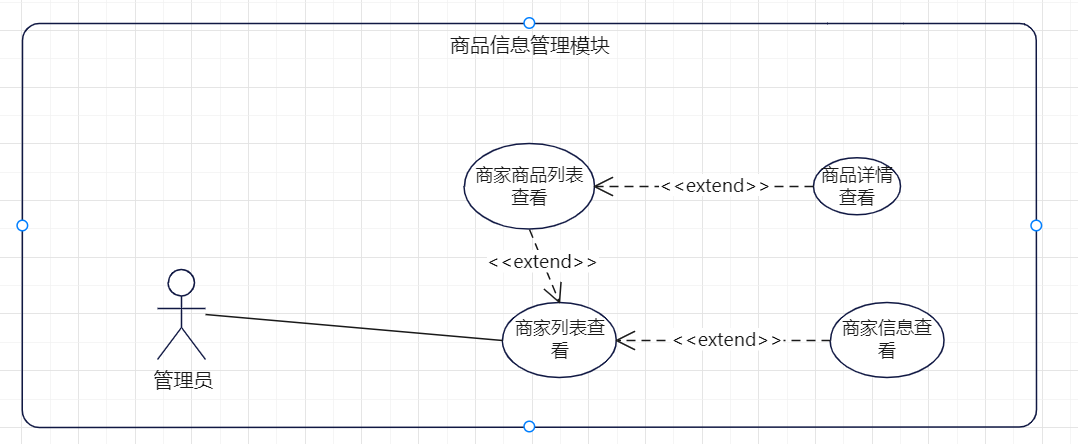 商品信息管理模块
商家商品列表
查看
<<extend>>
商品详情
查看
<<extend>>
商家列表查
看
<<extend>>
商家信息查
看
管理员